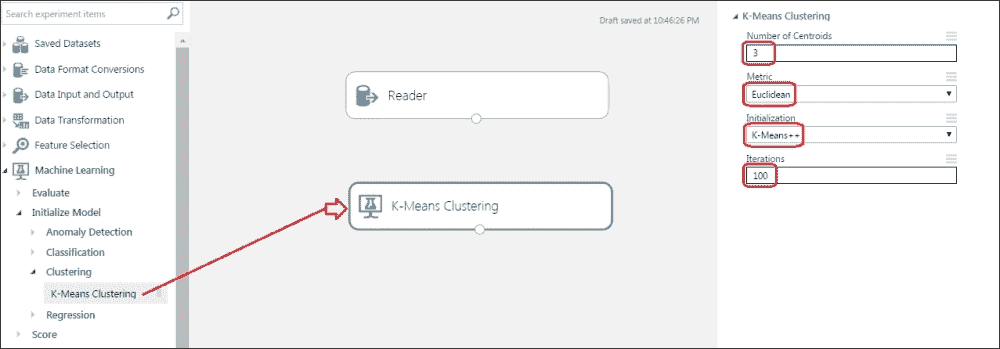 Search experiment items
Saved Datasets
Data Format Conversions
Data Input and Output
Data Transformation
Feature Selection
Machine Learning
Evaluate
Initialize Model
Anomaly Detection
Classification
Clustering
K-Means Clustering
Regression
Score
Draft saved at 10:46:26 PM
Reader
K-Means Clustering
K-Means Clustering
Number of Centroids
3
Metric
Euclidean
Initialization
K-Means++
Iterations
100